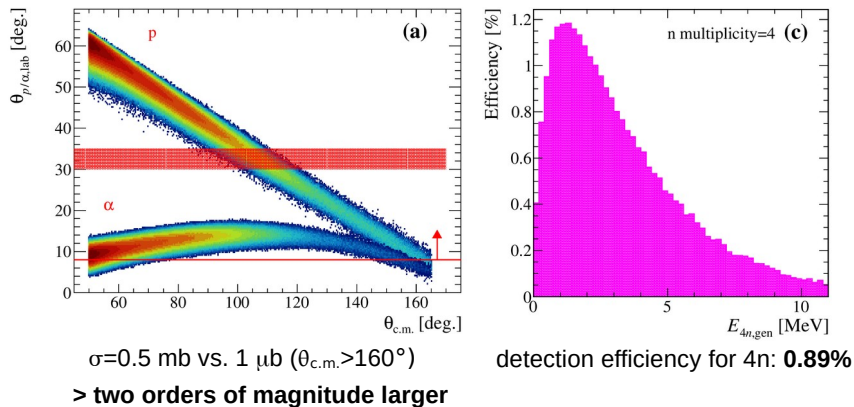 (a)
p
α
θp/α,lab [deg.]
60
50
40
30
20
10
0
60 80 100 120 140 160
θc.m. [deg.]
n multiplicity=4 (c)
Efficiency [%]
1.2
1
0.8
0.6
0.4
0.2
0
0 5 10
E4n,gen [MeV]
σ=0.5 mb vs. 1 μb (θc.m.>160°)
> two orders of magnitude larger
detection efficiency for 4n: 0.89%